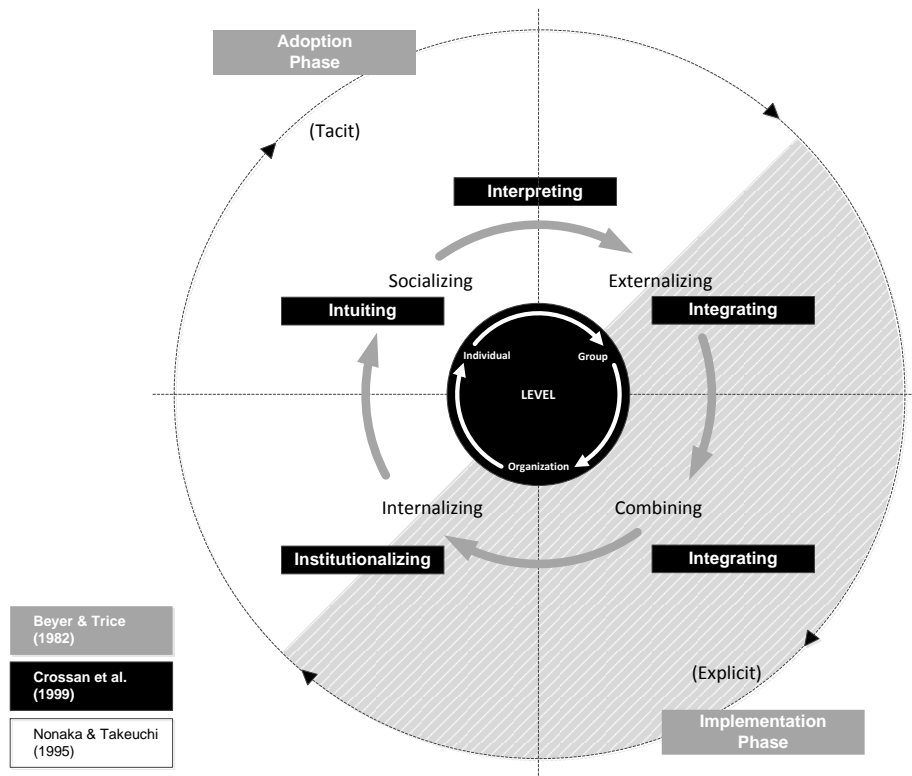 Adoption
Phase
(Tacit)
Interpreting
Socializing
Externalizing
Intuiting
Integrating
Individual
Group
LEVEL
Organization
Internalizing
Combining
Institutionalizing
Integrating
Beyer & Trice
(1982)
Crossan et al.
(1999)
Nonaka & Takeuchi
(1995)
(Explicit)
Implementation
Phase